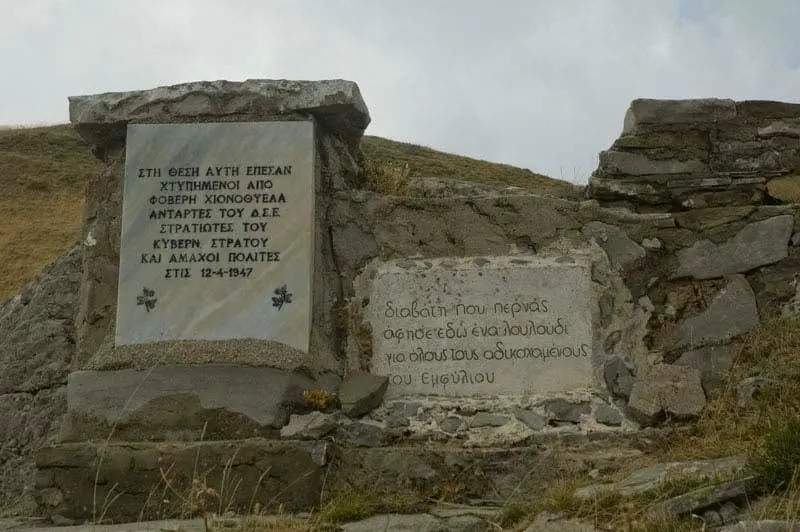 ΣΤΗ ΘΕΣΗ ΑΥΤΗ ΕΠΕΣΑΝ
ΧΤΥΠΗΜΕΝΟΙ ΑΠΟ
ΦΟΒΕΡΗ ΧΙΟΝΟΘΥΕΛΛΑ
ΑΝΤΑΡΤΕΣ ΤΟΥ Δ.Σ.Ε.
ΣΤΡΑΤΙΩΤΕΣ ΤΟΥ
ΚΥΒΕΡΝ. ΣΤΡΑΤΟΥ
ΚΑΙ ΑΜΑΧΟΙ ΠΟΛΙΤΕΣ
ΣΤΙΣ 12-4-1947
διαβάτη που περνάς
άφησε εδώ ένα λουλούδι
για όλους τους αδικοχαμένους
του Εμφύλιου